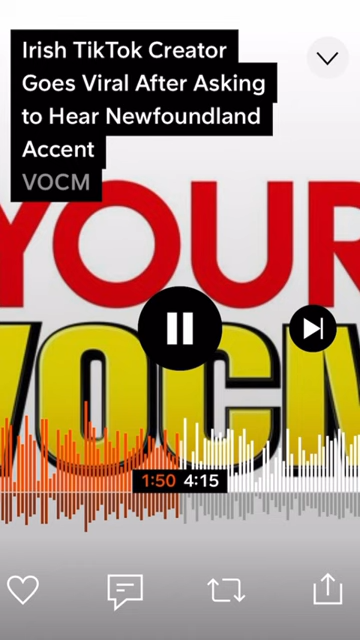 Irish TikTok Creator
Goes Viral After Asking
to Hear Newfoundland
Accent
VOCM
YOUR
VOCM
1:50 4:15